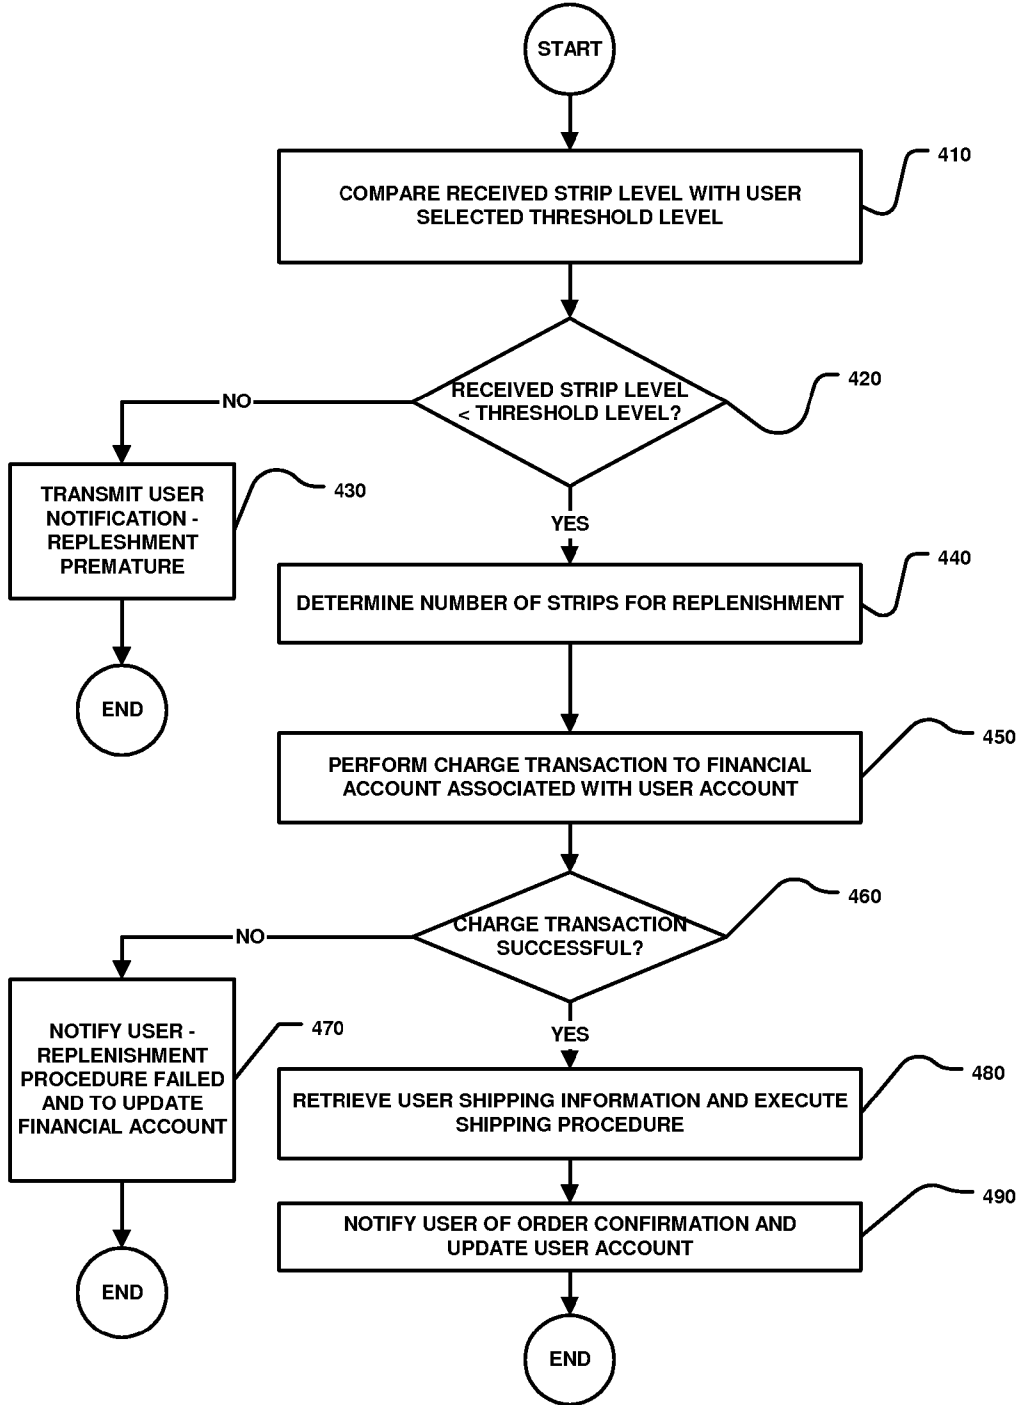 START
COMPARE RECEIVED STRIP LEVEL WITH USER
SELECTED THRESHOLD LEVEL
410
RECEIVED STRIP LEVEL
< THRESHOLD LEVEL?
420
NO
TRANSMIT USER
NOTIFICATION -
REPLESHMENT
PREMATURE
430
YES
END
DETERMINE NUMBER OF STRIPS FOR REPLENISHMENT
440
PERFORM CHARGE TRANSACTION TO FINANCIAL
ACCOUNT ASSOCIATED WITH USER ACCOUNT
450
CHARGE TRANSACTION
SUCCESSFUL?
460
NO
NOTIFY USER -
REPLENISHMENT
PROCEDURE FAILED
AND TO UPDATE
FINANCIAL ACCOUNT
470
YES
END
RETRIEVE USER SHIPPING INFORMATION AND EXECUTE
SHIPPING PROCEDURE
480
NOTIFY USER OF ORDER CONFIRMATION AND
UPDATE USER ACCOUNT
490
END